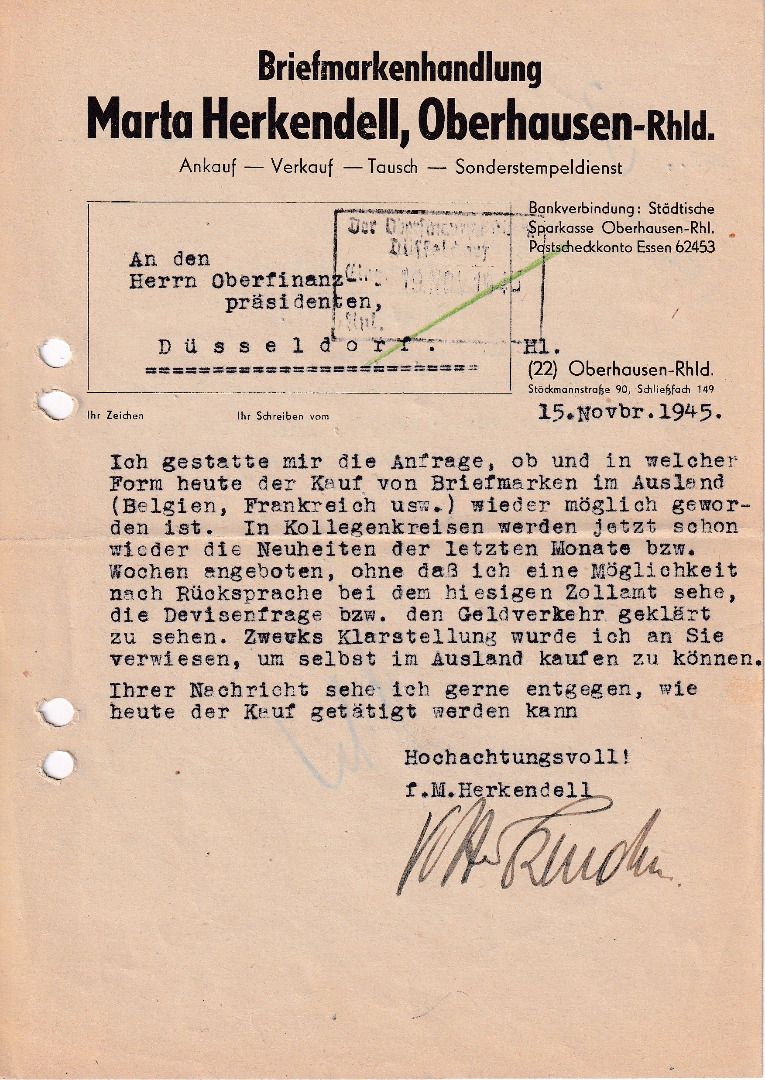 Briefmarkenhandlung
Marta Herkendell, Oberhausen-Rhld.
Ankauf — Verkauf — Tausch — Sonderstempeldienst
Bankverbindung: Städtische
Sparkasse Oberhausen-Rhl.
Postscheckkonto Essen 62453
An den
Herrn Oberfinanz-
präsidenten,
Düsseldorf.
=========================
Der
Düsseldorf
Hl.
(22) Oberhausen-Rhld.
Stöckmannstraße 90, Schließfach 149
Ihr Zeichen Ihr Schreiben vom
15.Novbr.1945.
Ich gestatte mir die Anfrage, ob und in welcher
Form heute der Kauf von Briefmarken im Ausland
(Belgien, Frankreich usw.) wieder möglich gewor-
den ist. In Kollegenkreisen werden jetzt schon
wieder die Neuheiten der letzten Monate bzw.
Wochen angeboten, ohne daß ich eine Möglichkeit
nach Rücksprache bei dem hiesigen Zollamt sehe,
die Devisenfrage bzw. den Geldverkehr geklärt
zu sehen. Zwecks Klarstellung wurde ich an Sie
verwiesen, um selbst im Ausland kaufen zu können.
Ihrer Nachricht sehe ich gerne entgegen, wie
heute der Kauf getätigt werden kann
Hochachtungsvoll!
f.M.Herkendell